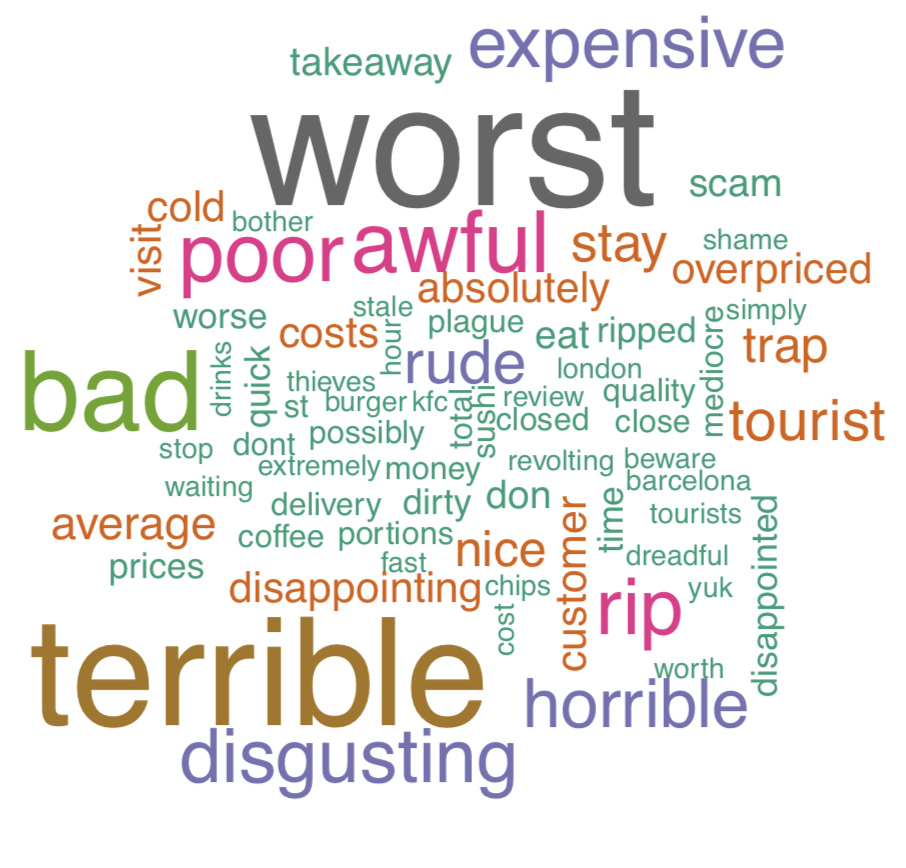 takeaway expensive
worst
scam
cold
bother
visit
poor awful stay
shame
overpriced
absolutely
stale
simply
worse costs hour plague eat ripped mediocre trap
bad drinks quick rude london
thieves
st burger kfc total sushi review quality tourist
closed close
stop dont possibly
extremely money revolting beware
waiting barcelona
delivery dirty don time tourists disappointed
average coffee portions nice customer
prices fast dreadful
disappointing chips rip yuk
cost
terrible worth
horrible
disgusting